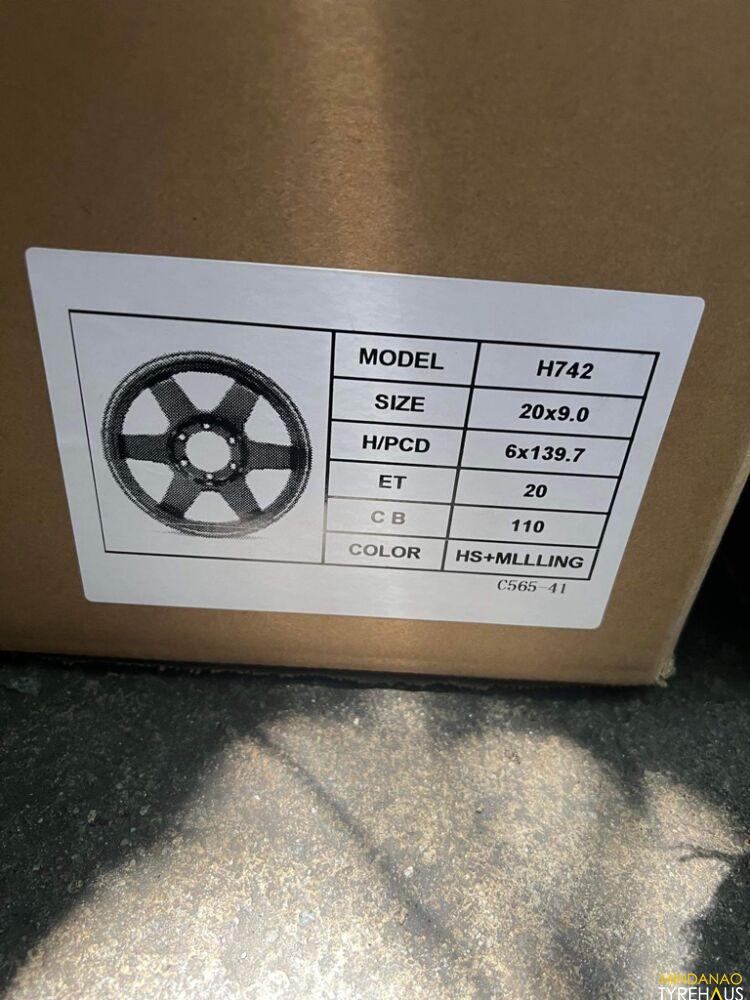 MODEL H742
SIZE 20x9.0
H/PCD 6x139.7
ET 20
C B 110
COLOR HS+MLLLING
C565-41
MINDANAO
TYREHAUS